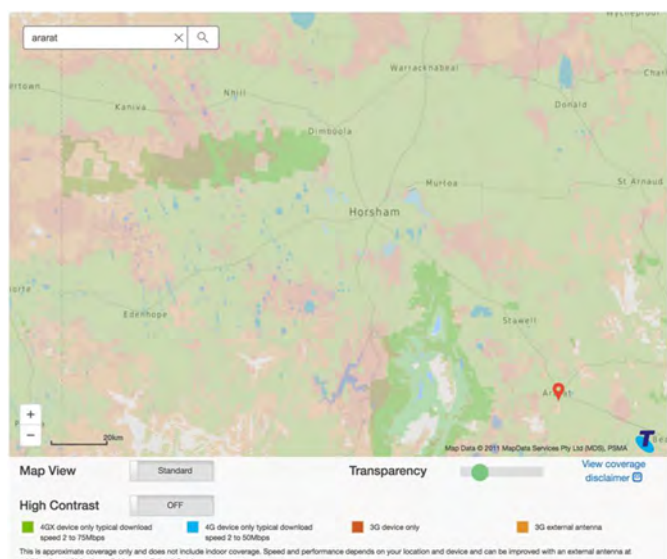 ararat
Wycheproof
Warracknabeal
Nhill
Kaniva
Donald
Dimboola
Murtoa
St Arnaud
Horsham
Edenhope
Stawell
Ararat
+
−
20km
Map Data © 2011 MapData Services Pty Ltd (MDS), PSMA
Map View
Standard
Transparency
View coverage
disclaimer
High Contrast
OFF
4GX device only typical download
speed 2 to 75Mbps
4G device only typical download
speed 2 to 50Mbps
3G device only
3G external antenna
This is approximate coverage only and does not include indoor coverage. Speed and performance depends on your location and device and can be improved with an external antenna at